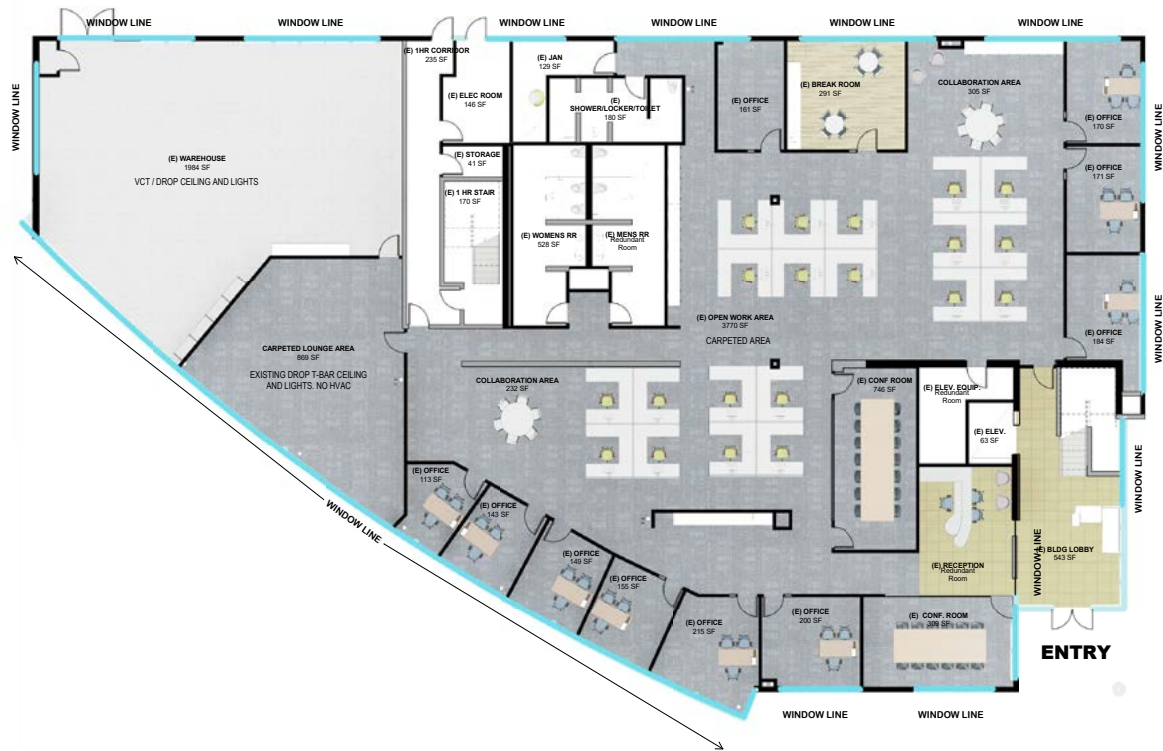 WINDOW LINE
WINDOW LINE
WINDOW LINE
WINDOW LINE
WINDOW LINE
WINDOW LINE
WINDOW LINE
(E) WAREHOUSE
1984 SF
VCT / DROP CEILING AND LIGHTS
(E) 1HR CORRIDOR
235 SF
(E) JAN
129 SF
(E) ELEC ROOM
146 SF
(E)
SHOWER/LOCKER/TOILET
180 SF
(E) STORAGE
41 SF
(E) 1 HR STAIR
170 SF
(E) WOMENS RR
528 SF
(E) MENS RR
Redundant
Room
(E) OFFICE
161 SF
(E) BREAK ROOM
291 SF
COLLABORATION AREA
305 SF
(E) OFFICE
170 SF
WINDOW LINE
(E) OFFICE
171 SF
(E) OFFICE
184 SF
WINDOW LINE
(E) OPEN WORK AREA
3770 SF
CARPETED AREA
CARPETED LOUNGE AREA
869 SF
EXISTING DROP T-BAR CEILING
AND LIGHTS. NO HVAC
COLLABORATION AREA
232 SF
(E) CONF ROOM
746 SF
(E) ELEV. EQUIP.
Redundant
Room
(E) ELEV.
63 SF
WINDOW LINE
(E) OFFICE
113 SF
(E) OFFICE
143 SF
(E) OFFICE
149 SF
(E) OFFICE
155 SF
(E) OFFICE
215 SF
(E) OFFICE
200 SF
(E) CONF. ROOM
309 SF
(E) RECEPTION
Redundant
Room
WINDOW LINE
(E) BLDG LOBBY
543 SF
WINDOW LINE
ENTRY
WINDOW LINE
WINDOW LINE